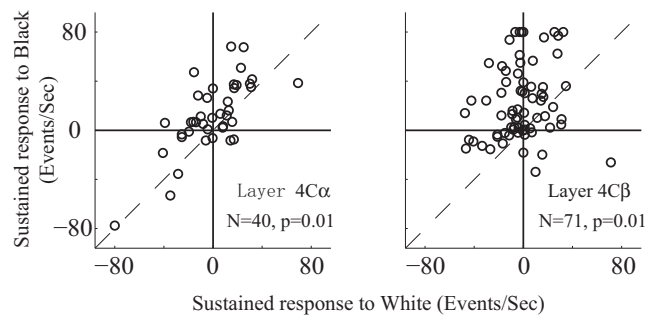 Sustained response to Black
(Events/Sec)
80
0
−80
−80
0
80
Layer 4Cα
N=40, p=0.01
−80
0
80
Layer 4Cβ
N=71, p=0.01
Sustained response to White (Events/Sec)